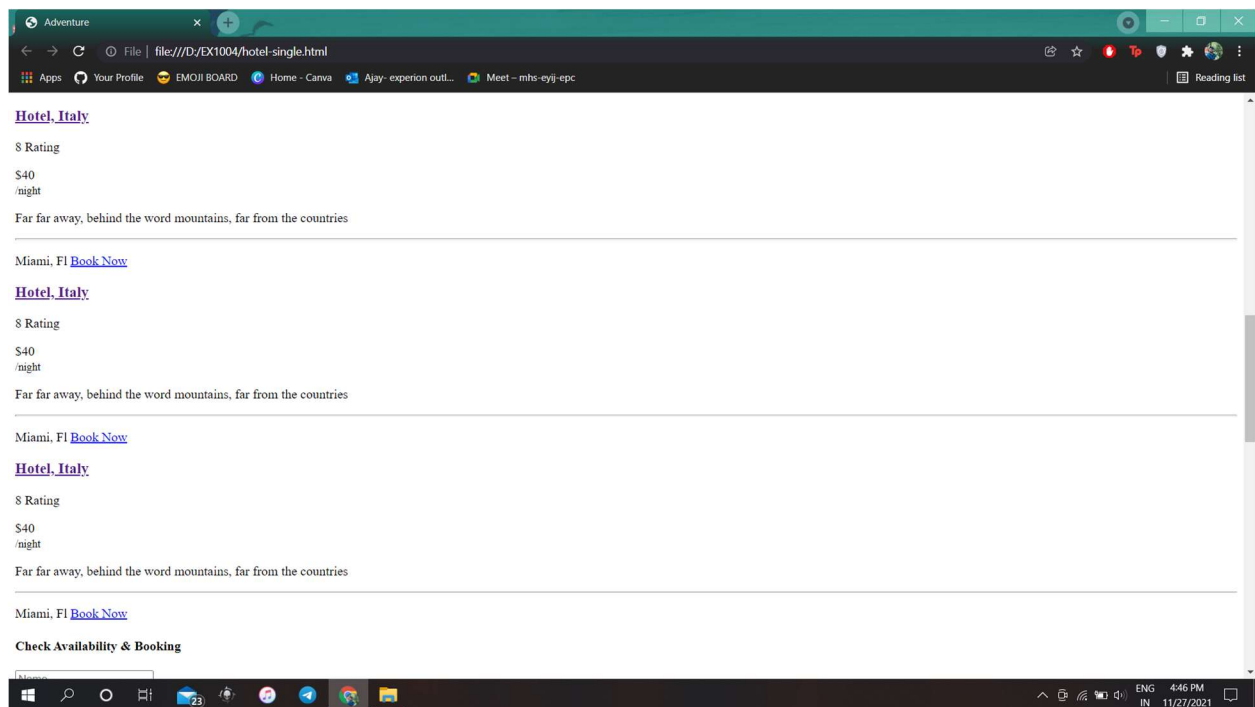 Adventure
File | file:///D:/EX1004/hotel-single.html
Apps Your Profile EMOJI BOARD Home - Canva Ajay- experion outl... Meet – mhs-eyij-epc Reading list
Hotel, Italy
8 Rating
$40
/night
Far far away, behind the word mountains, far from the countries
Miami, Fl Book Now
Hotel, Italy
8 Rating
$40
/night
Far far away, behind the word mountains, far from the countries
Miami, Fl Book Now
Hotel, Italy
8 Rating
$40
/night
Far far away, behind the word mountains, far from the countries
Miami, Fl Book Now
Check Availability & Booking
Name
23
ENG 4:46 PM
IN 11/27/2021